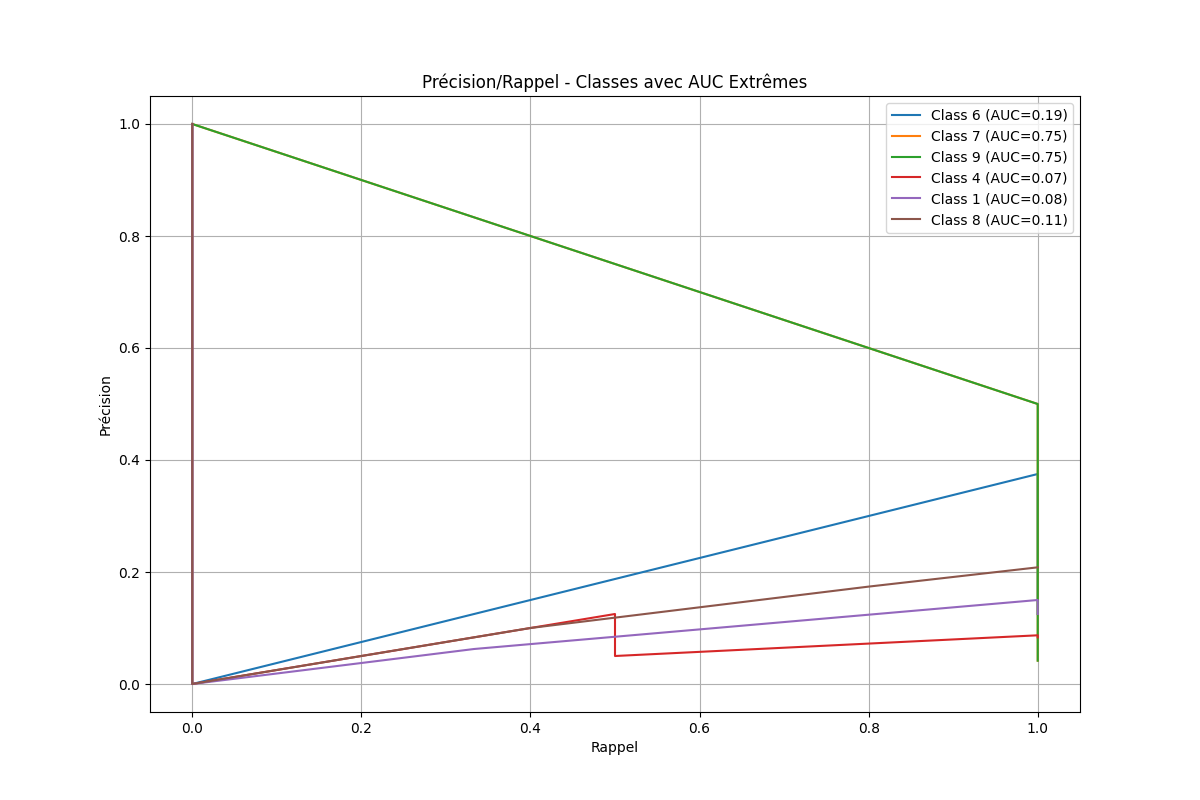 Précision/Rappel - Classes avec AUC Extrêmes
Class 6 (AUC=0.19)
Class 7 (AUC=0.75)
Class 9 (AUC=0.75)
Class 4 (AUC=0.07)
Class 1 (AUC=0.08)
Class 8 (AUC=0.11)
1.0
0.8
0.6
0.4
0.2
0.0
Précision
0.0 0.2 0.4 0.6 0.8 1.0
Rappel